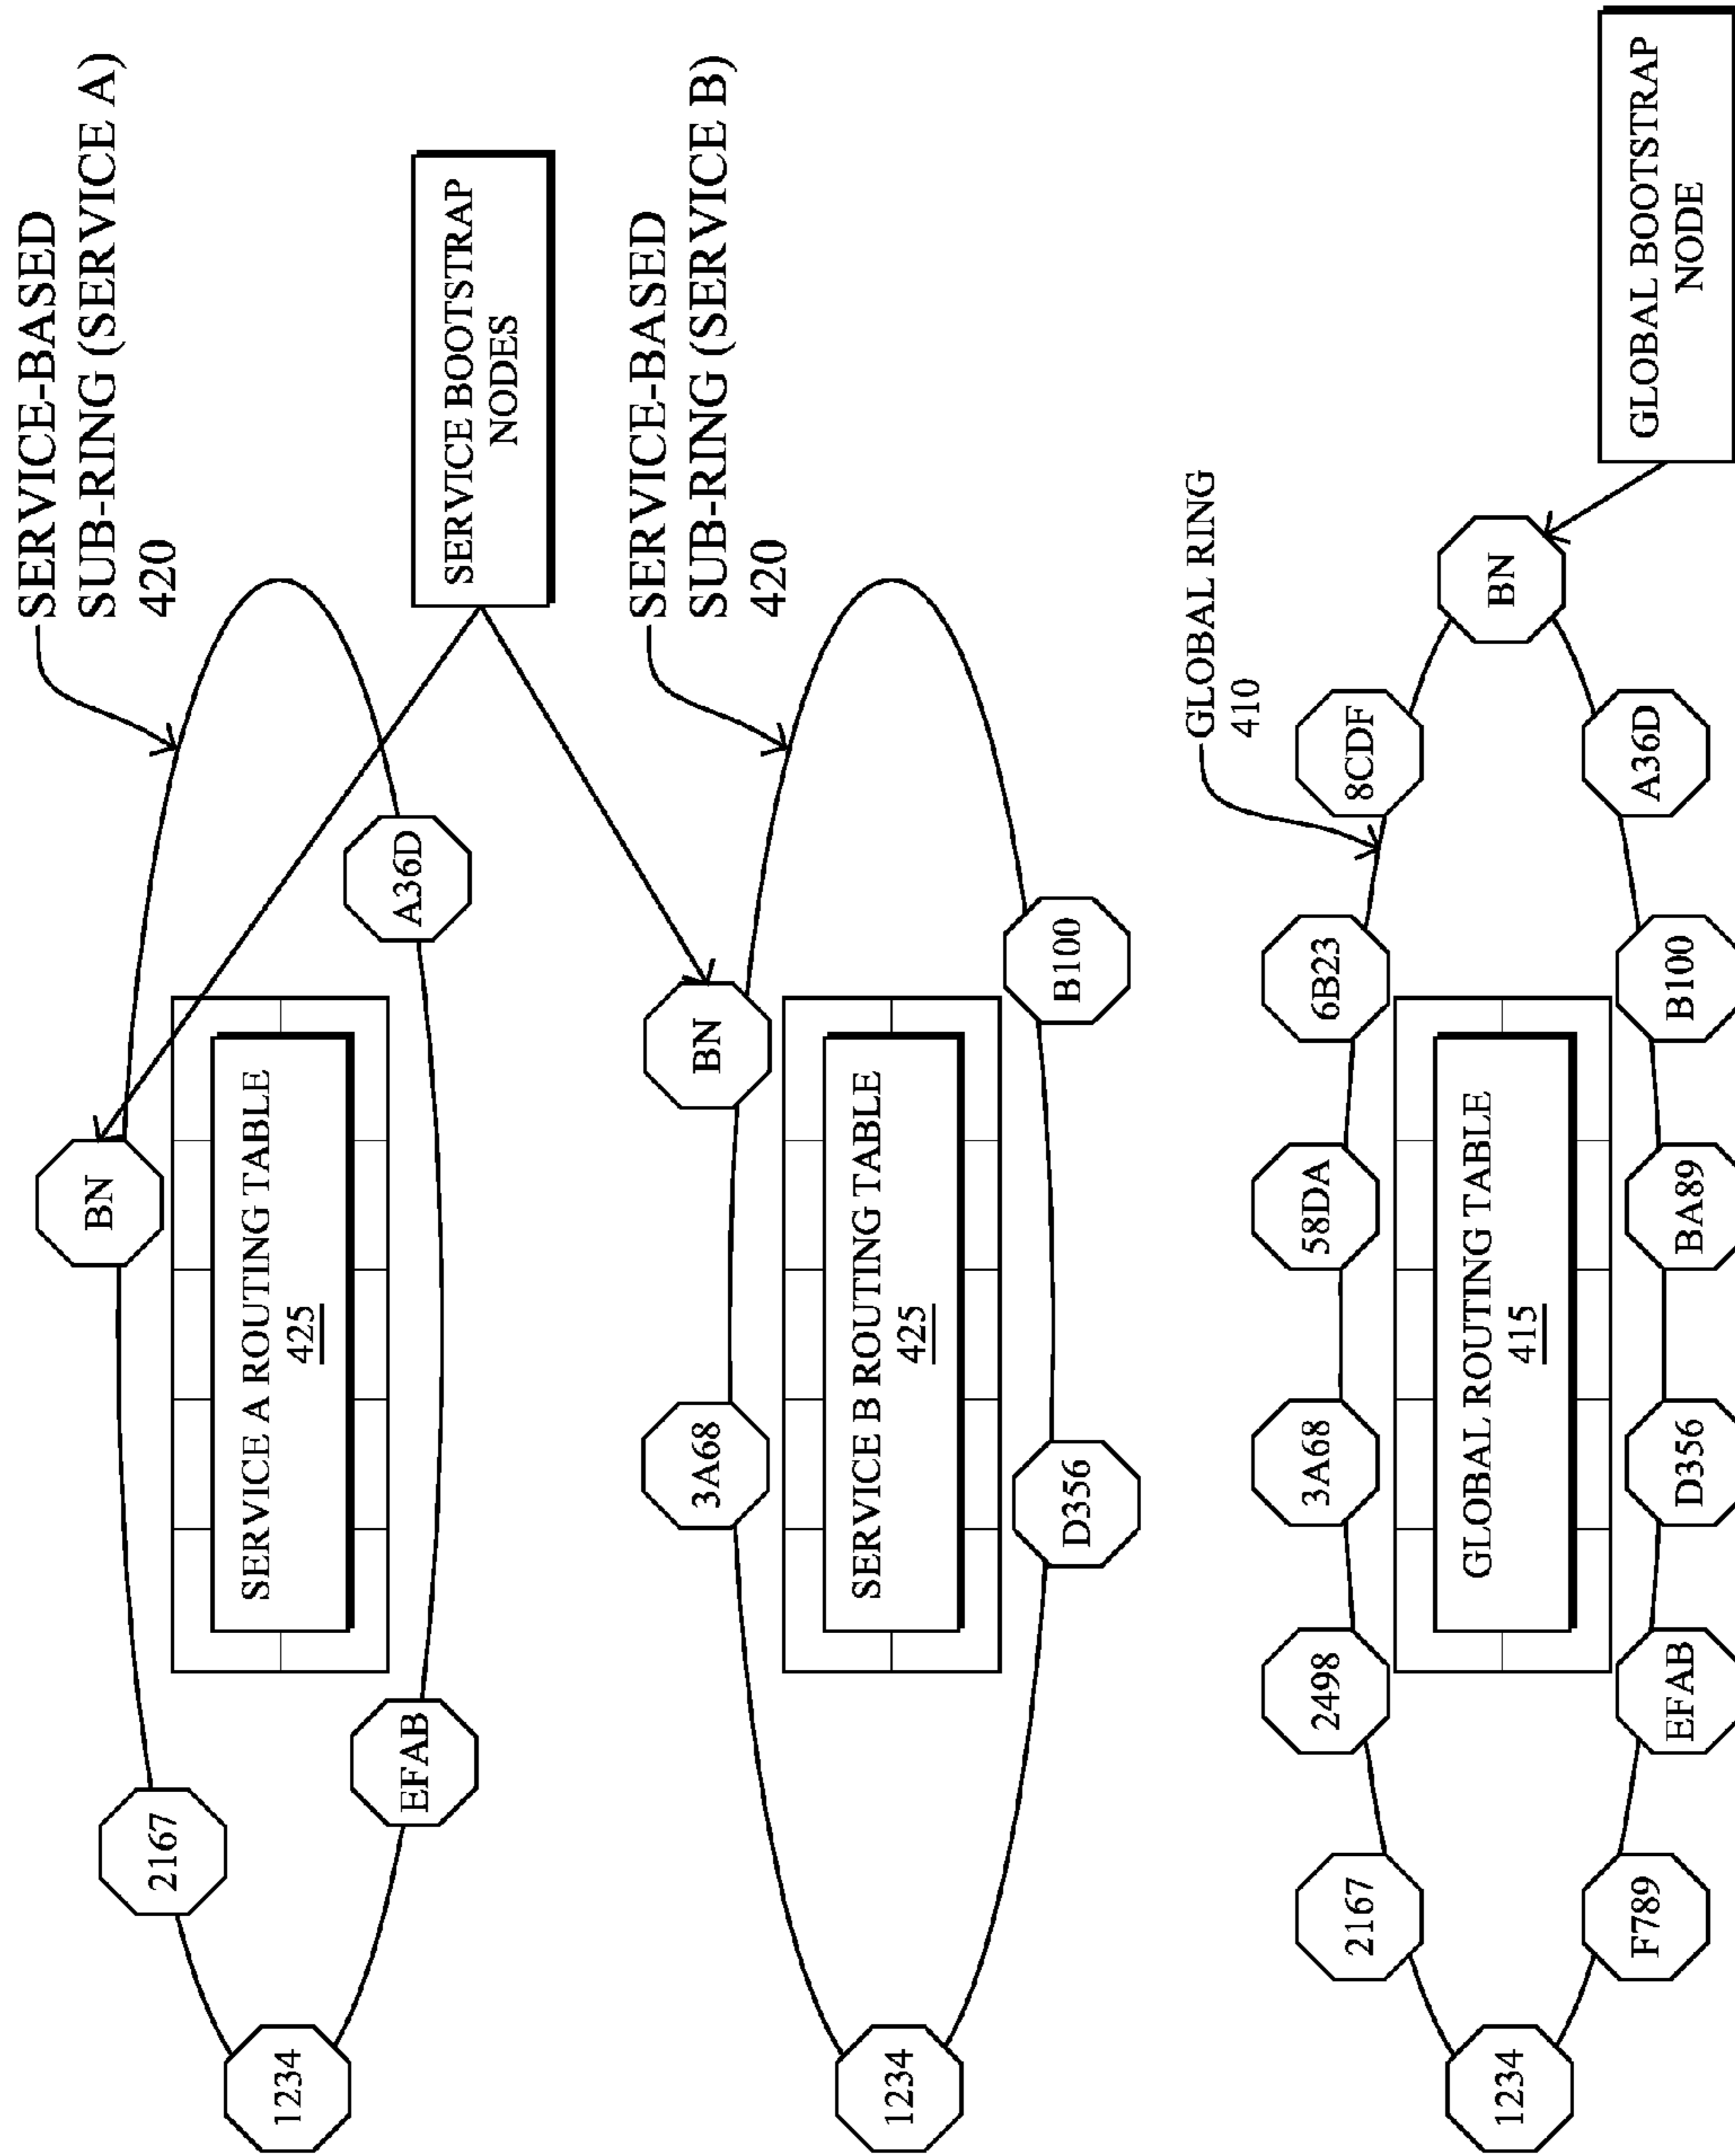 SERVICE-BASED
SUB-RING (SERVICE A)
420
SERVICE BOOTSTRAP
NODES
BN
2167
1234
EFAB
A36D
SERVICE A ROUTING TABLE
425
SERVICE-BASED
SUB-RING (SERVICE B)
420
BN
3A68
1234
D356
B100
SERVICE B ROUTING TABLE
425
GLOBAL RING
410
1234
2167
2498
3A68
58DA
6B23
8CDF
BN
A36D
B100
BA89
D356
EFAB
F789
GLOBAL ROUTING TABLE
415
GLOBAL BOOTSTRAP
NODE